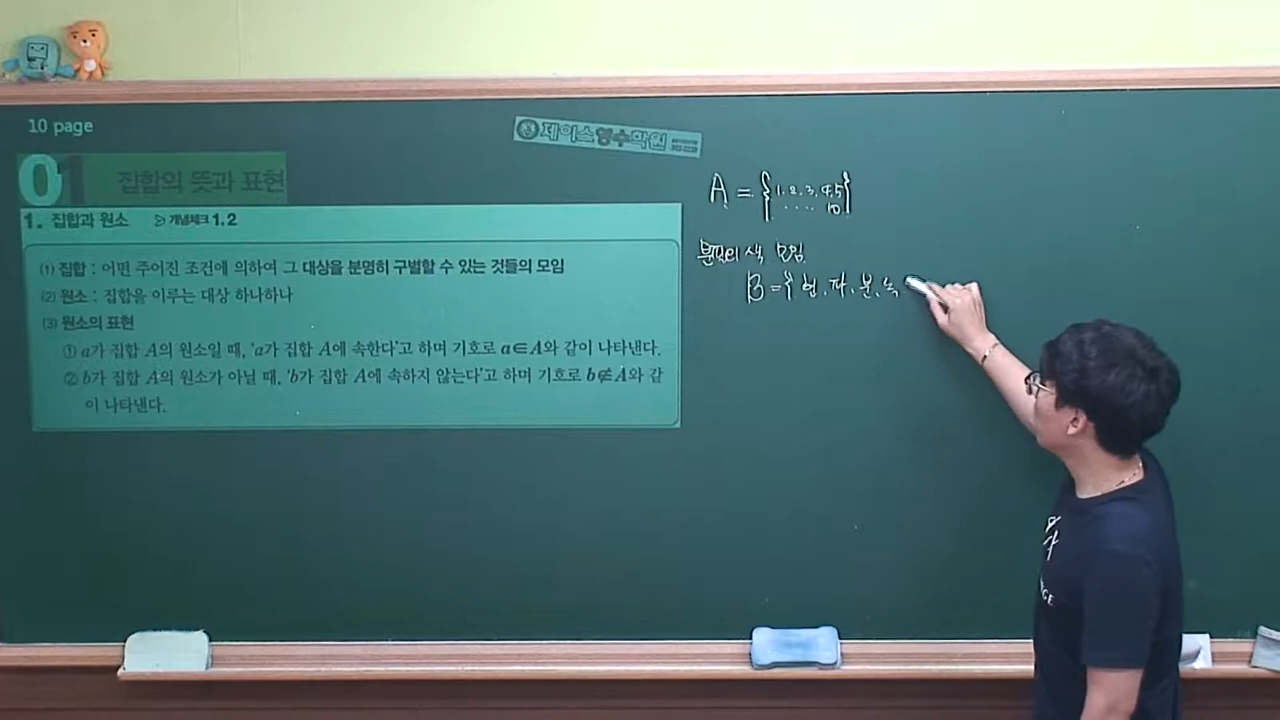 10 page
제이스영수학원
01 집합의 뜻과 표현
1. 집합과 원소 개념체크 1.2
(1) 집합 : 어떤 주어진 조건에 의하여 그 대상을 분명히 구별할 수 있는 것들의 모임
(2) 원소 : 집합을 이루는 대상 하나하나
(3) 원소의 표현
① a가 집합 A의 원소일 때, ‘a가 집합 A에 속한다’고 하며 기호로 a∈A와 같이 나타낸다.
② b가 집합 A의 원소가 아닐 때, ‘b가 집합 A에 속하지 않는다’고 하며 기호로 b∉A와 같
이 나타낸다.
A = { 1, 2, 3, 4, 5
. . . . 10 }
분필의 색 모임
B = { 흰, 파, 분, 녹